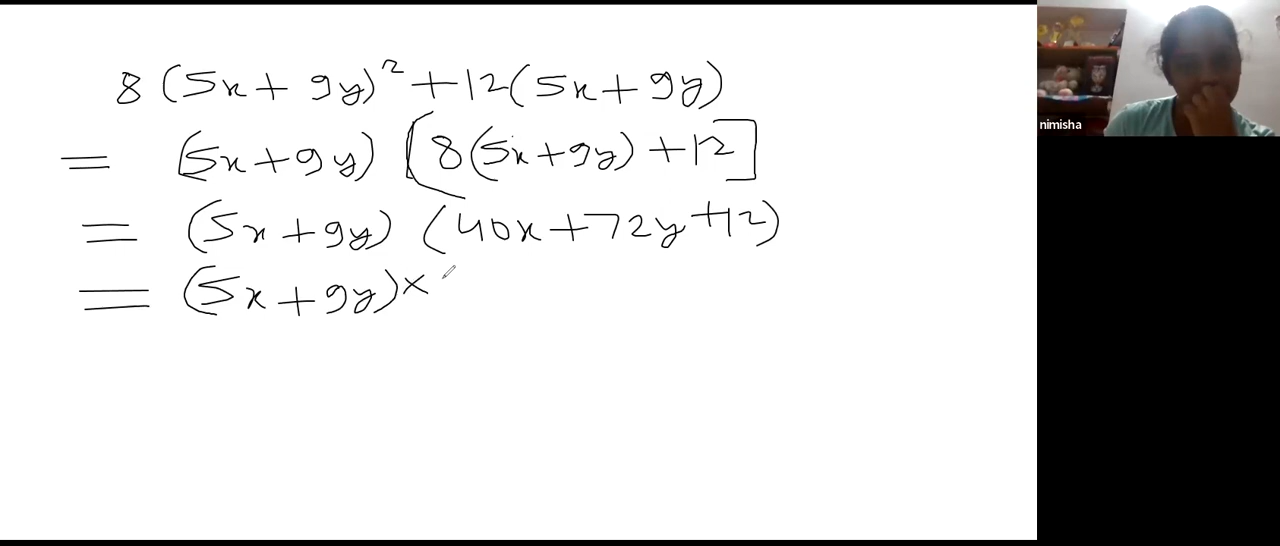 8(5x+9y)²+12(5x+9y)
= (5x+9y) [8(5x+9y)+12]
= (5x+9y) (40x+72y+12)
= (5x+9y)×
nimisha